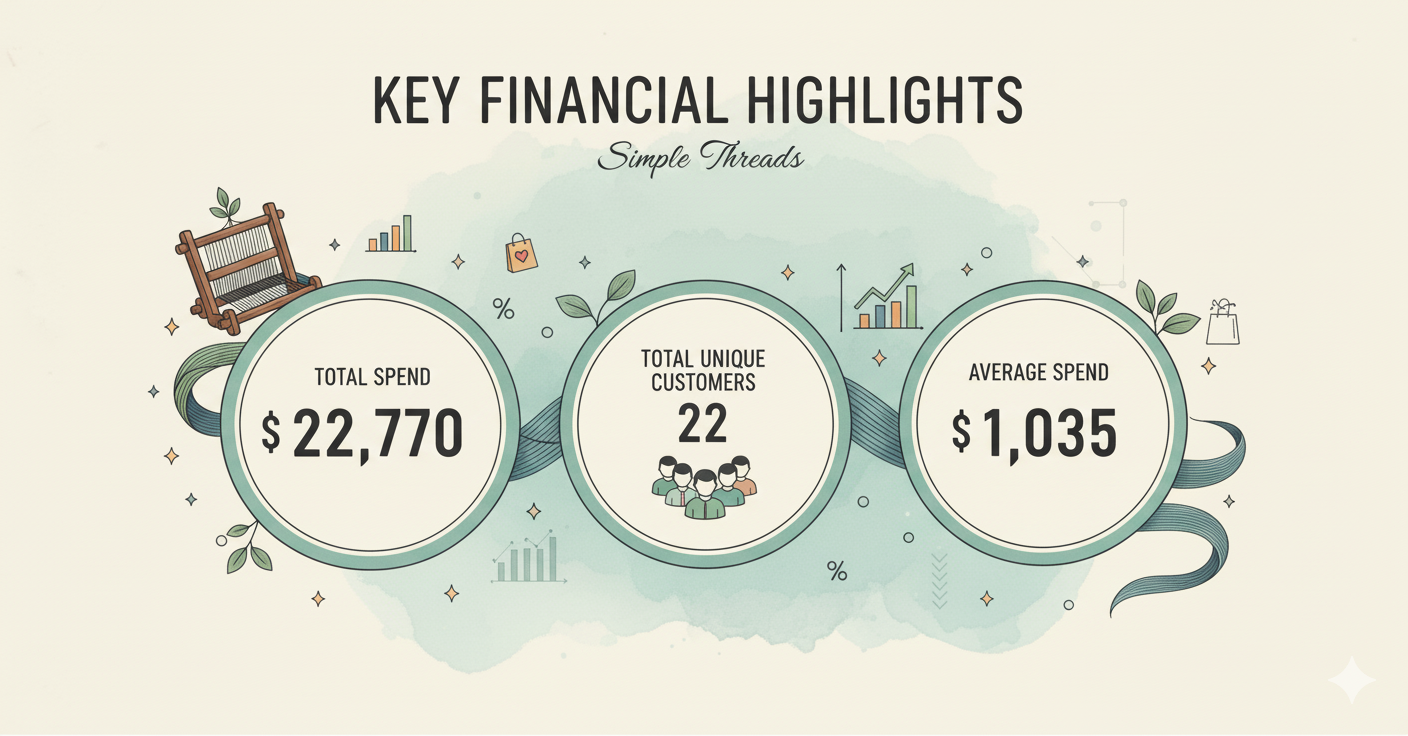 KEY FINANCIAL HIGHLIGHTS
Simple Threads
%
TOTAL SPEND
$ 22,770
TOTAL UNIQUE
CUSTOMERS
22
AVERAGE SPEND
$ 1,035
%